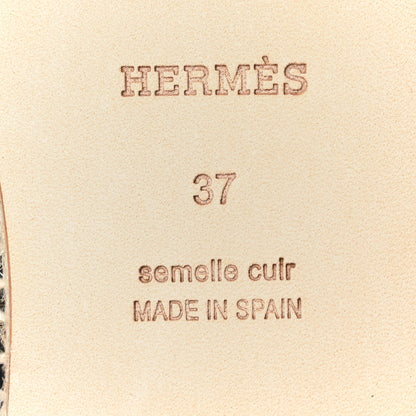 HERMÈS
37
semelle cuir
MADE IN SPAIN